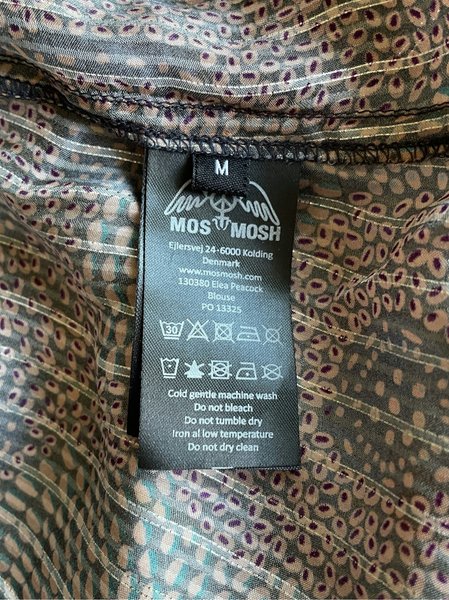 M
MOS MOSH
Ejlersvej 24-6000 Kolding
Denmark
www.mosmosh.com
130380 Elea Peacock
Blouse
PO 13325
30
Cold gentle machine wash
Do not bleach
Do not tumble dry
Iron al low temperature
Do not dry clean